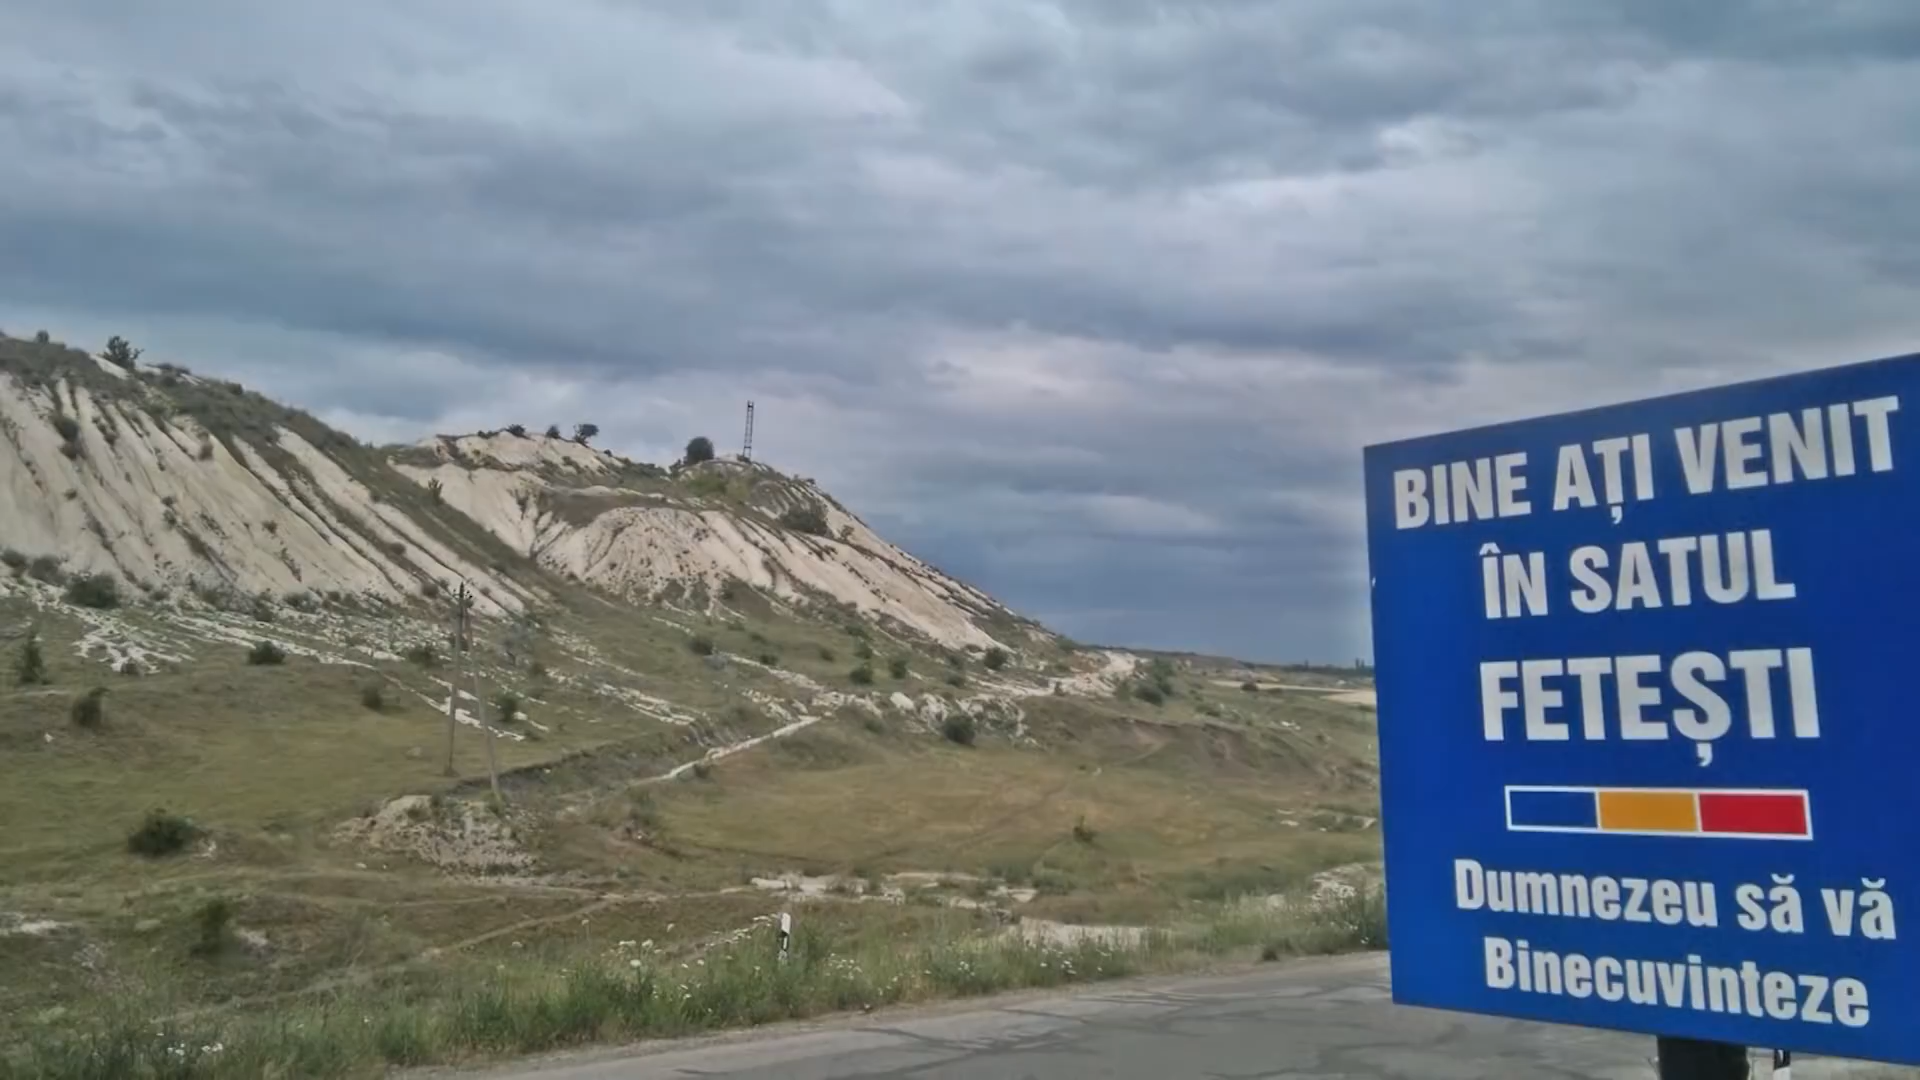 BINE AȚI VENIT
ÎN SATUL
FETEȘTI
Dumnezeu să vă
Binecuvinteze